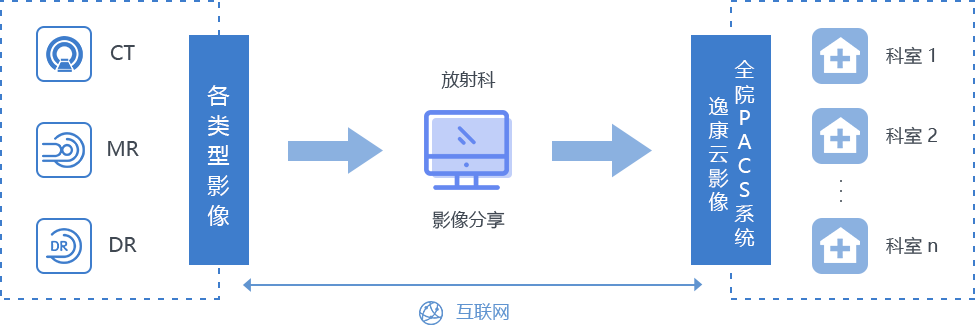 CT
MR
DR
DR
各类型影像
放射科
影像分享
全院PACS系统
逸康云影像
科室 1
科室 2
科室 n
互联网